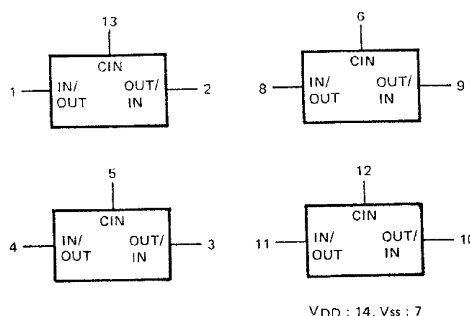 13
CIN
1
IN/
OUT
OUT/
IN
2
6
CIN
8
IN/
OUT
OUT/
IN
9
5
CIN
4
IN/
OUT
OUT/
IN
3
12
CIN
11
IN/
OUT
OUT/
IN
10
VDD : 14, Vss : 7